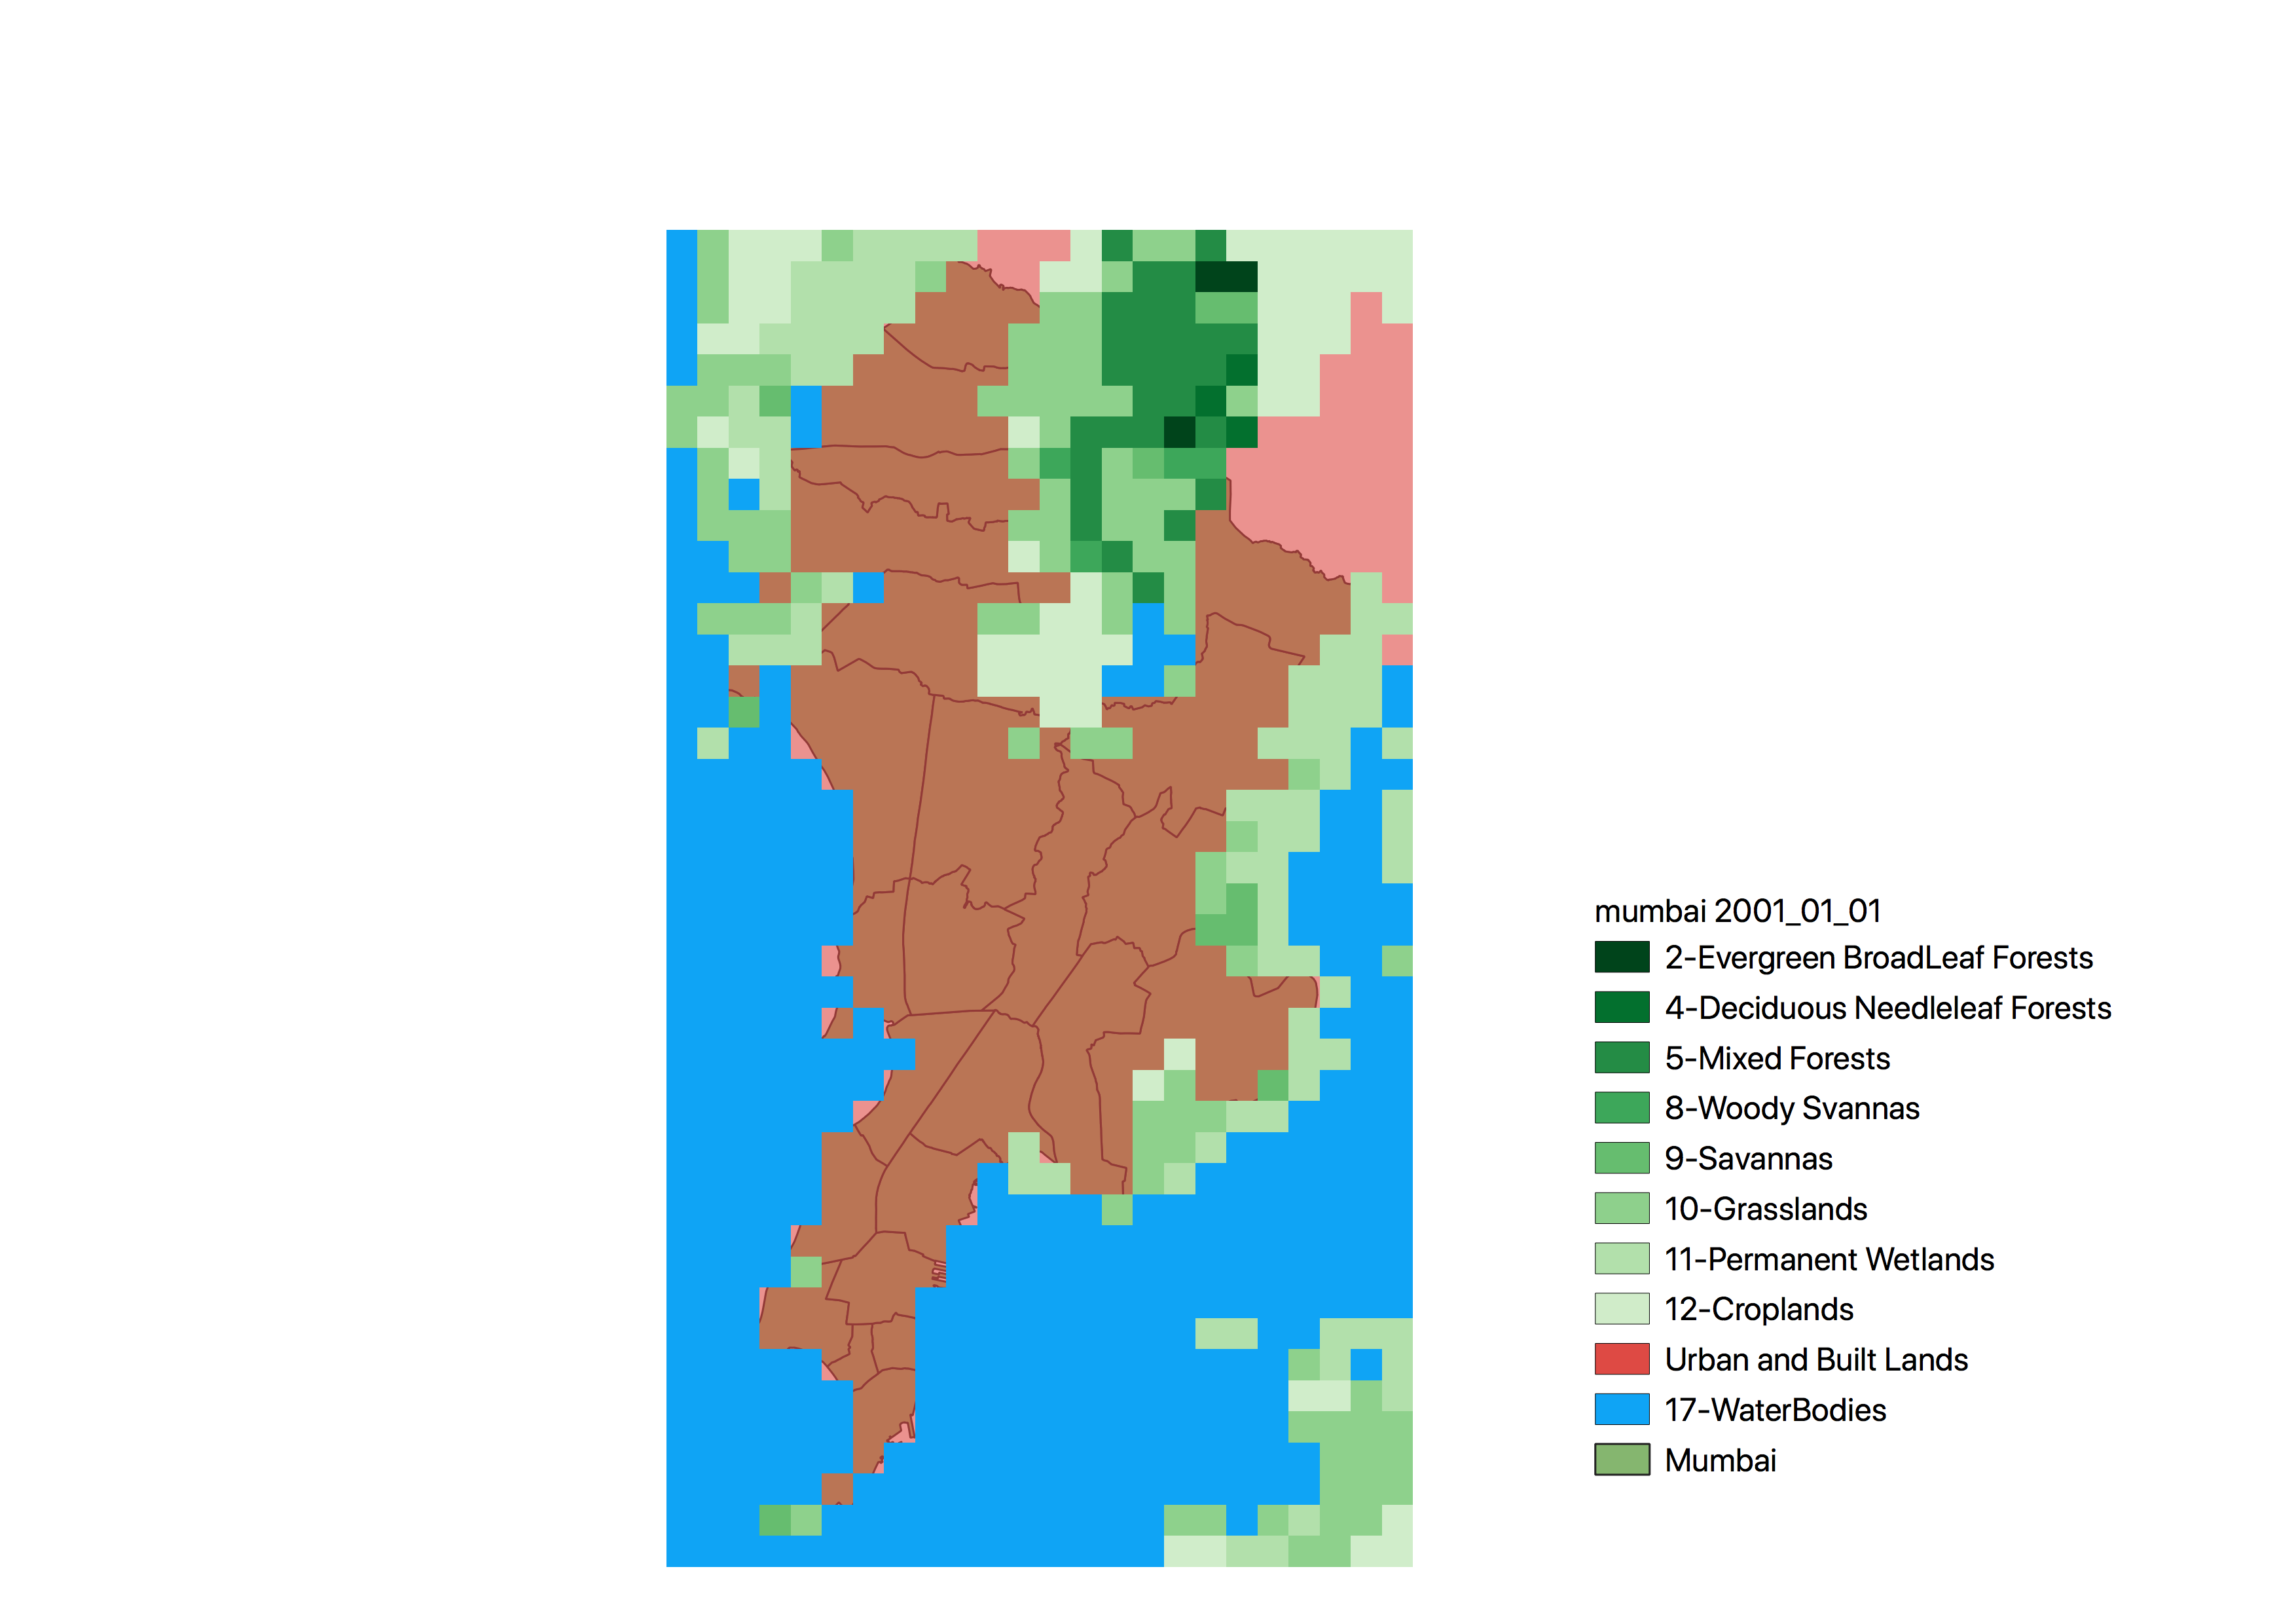 mumbai 2001_01_01
2-Evergreen BroadLeaf Forests
4-Deciduous Needleleaf Forests
5-Mixed Forests
8-Woody Svannas
9-Savannas
10-Grasslands
11-Permanent Wetlands
12-Croplands
Urban and Built Lands
17-WaterBodies
Mumbai